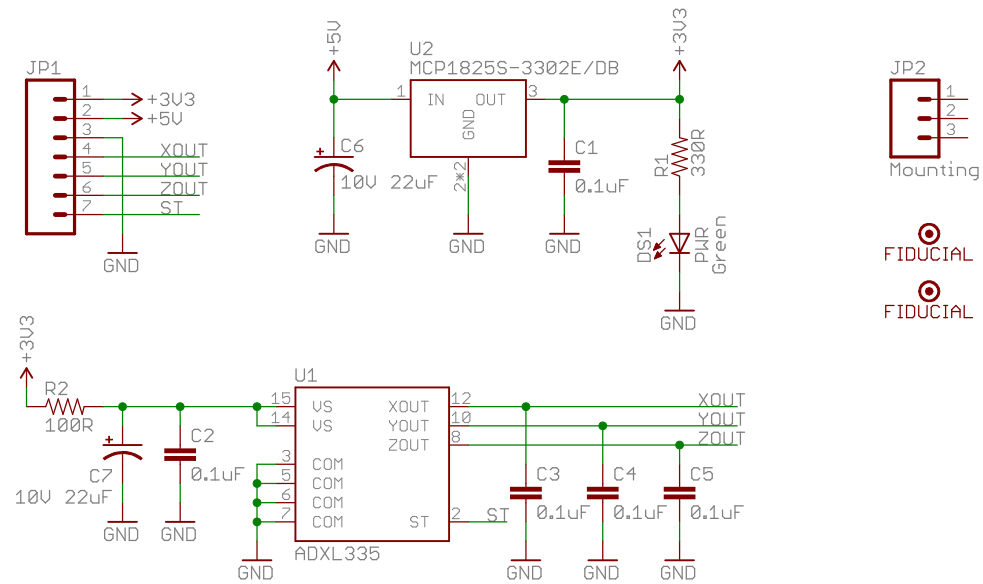 JP1
1
2
3
4
5
6
7
+3V3
+5V
XOUT
YOUT
ZOUT
ST
GND
+5V
U2
MCP1825S-3302E/DB
1
IN
OUT
3
GND
2*2
C6
10V 22uF
GND
GND
C1
0.1uF
GND
+3V3
R1
330R
DS1
PWR
Green
GND
JP2
1
2
3
Mounting
FIDUCIAL
FIDUCIAL
+3V3
R2
100R
C7
10V 22uF
GND
C2
0.1uF
GND
U1
15
VS
14
VS
3
COM
5
COM
6
COM
7
COM
XOUT
12
YOUT
10
ZOUT
8
ST
2
ST
ADXL335
GND
XOUT
YOUT
ZOUT
C3
0.1uF
GND
C4
0.1uF
GND
C5
0.1uF
GND